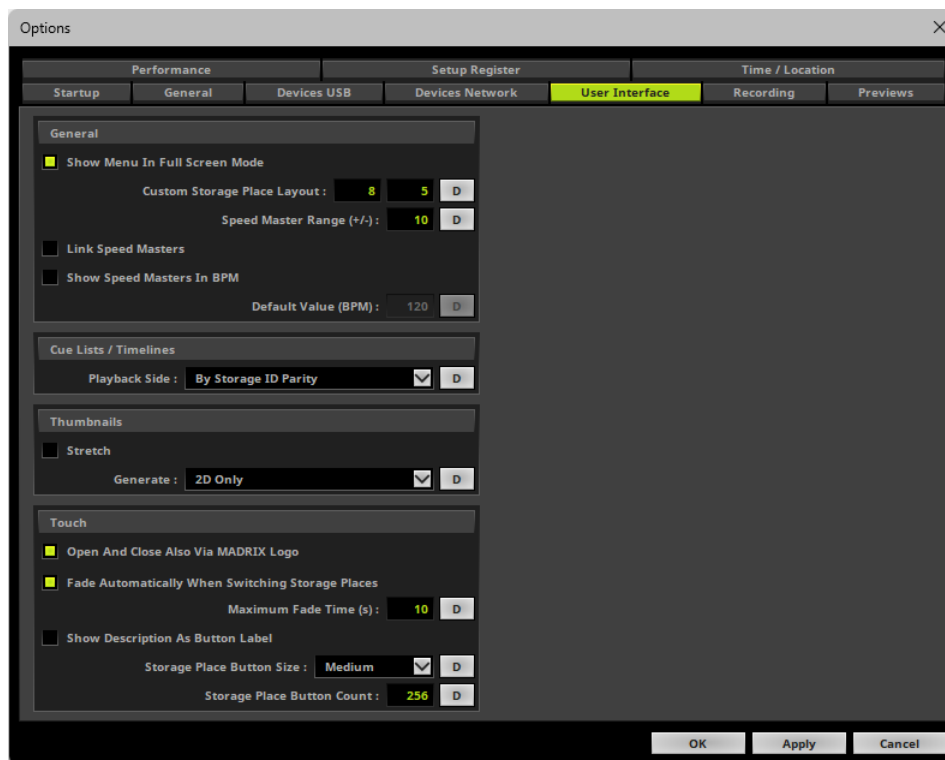 Options
Performance Setup Register Time / Location
Startup General Devices USB Devices Network User Interface Recording Previews
General
Show Menu In Full Screen Mode
Custom Storage Place Layout : 8 5 D
Speed Master Range (+/-) : 10 D
Link Speed Masters
Show Speed Masters In BPM
Default Value (BPM) : 120 D
Cue Lists / Timelines
Playback Side : By Storage ID Parity D
Thumbnails
Stretch
Generate : 2D Only D
Touch
Open And Close Also Via MADRIX Logo
Fade Automatically When Switching Storage Places
Maximum Fade Time (s) : 10 D
Show Description As Button Label
Storage Place Button Size : Medium D
Storage Place Button Count : 256 D
OK Apply Cancel